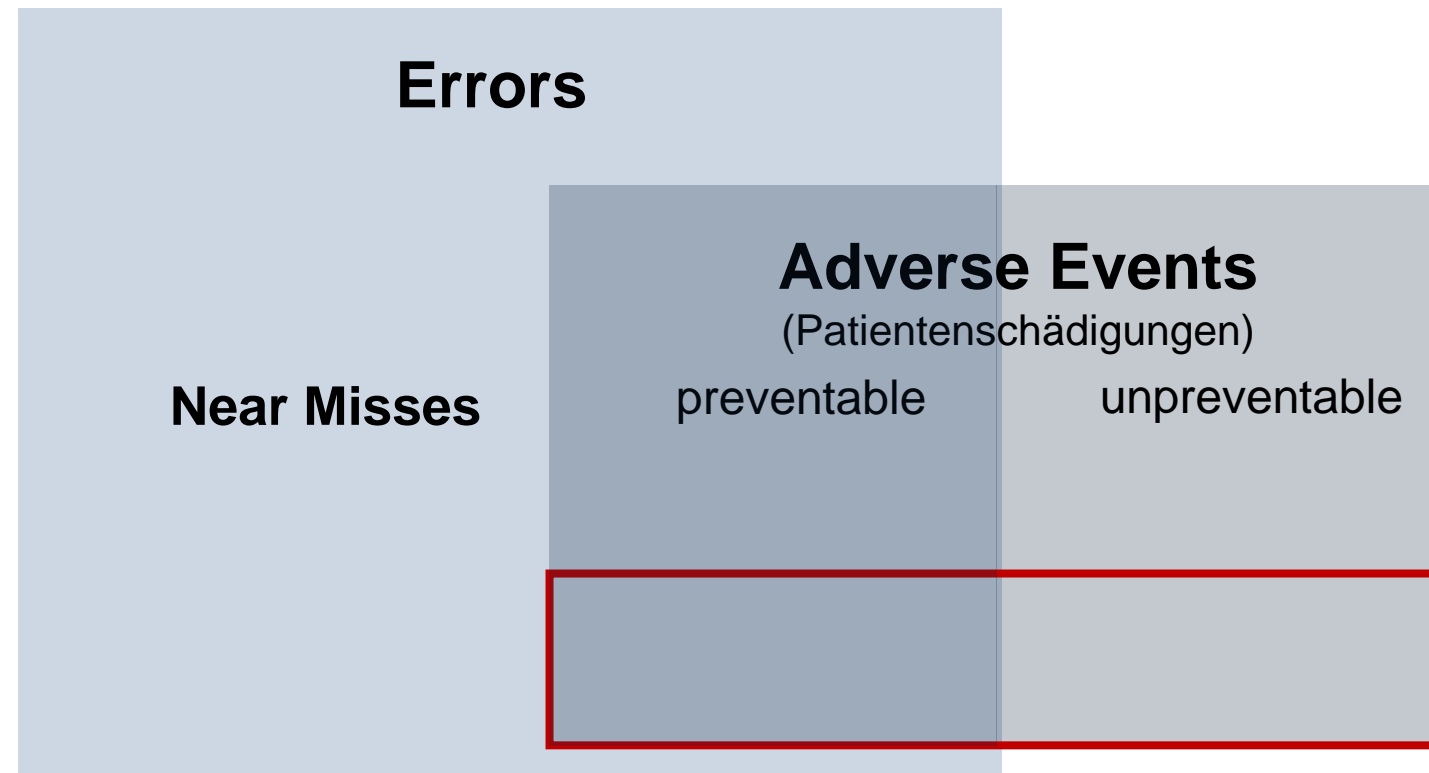 Errors
Adverse Events
(Patientenschädigungen)
Near Misses
preventable
unpreventable